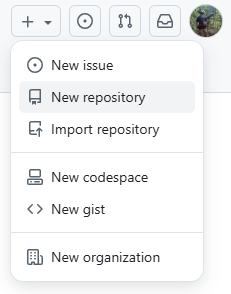 New issue
New repository
Import repository
New codespace
New gist
New organization